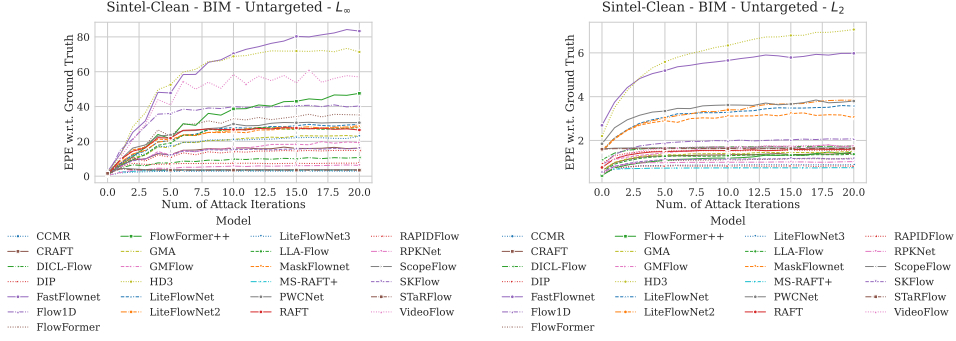 Sintel-Clean - BIM - Untargeted - L∞
EPE w.r.t. Ground Truth
80
60
40
20
0
0.0 2.5 5.0 7.5 10.0 12.5 15.0 17.5 20.0
Num. of Attack Iterations
Model
CCMR FlowFormer++ LiteFlowNet3 RAPIDFlow
CRAFT GMA LLA-Flow RPKNet
DICL-Flow GMFlow MaskFlownet ScopeFlow
DIP HD3 MS-RAFT+ SKFlow
FastFlownet LiteFlowNet PWCNet STaRFlow
Flow1D LiteFlowNet2 RAFT VideoFlow
FlowFormer
Sintel-Clean - BIM - Untargeted - L2
EPE w.r.t. Ground Truth
6
4
2
0.0 2.5 5.0 7.5 10.0 12.5 15.0 17.5 20.0
Num. of Attack Iterations
Model
CCMR FlowFormer++ LiteFlowNet3 RAPIDFlow
CRAFT GMA LLA-Flow RPKNet
DICL-Flow GMFlow MaskFlownet ScopeFlow
DIP HD3 MS-RAFT+ SKFlow
FastFlownet LiteFlowNet PWCNet STaRFlow
Flow1D LiteFlowNet2 RAFT VideoFlow
FlowFormer